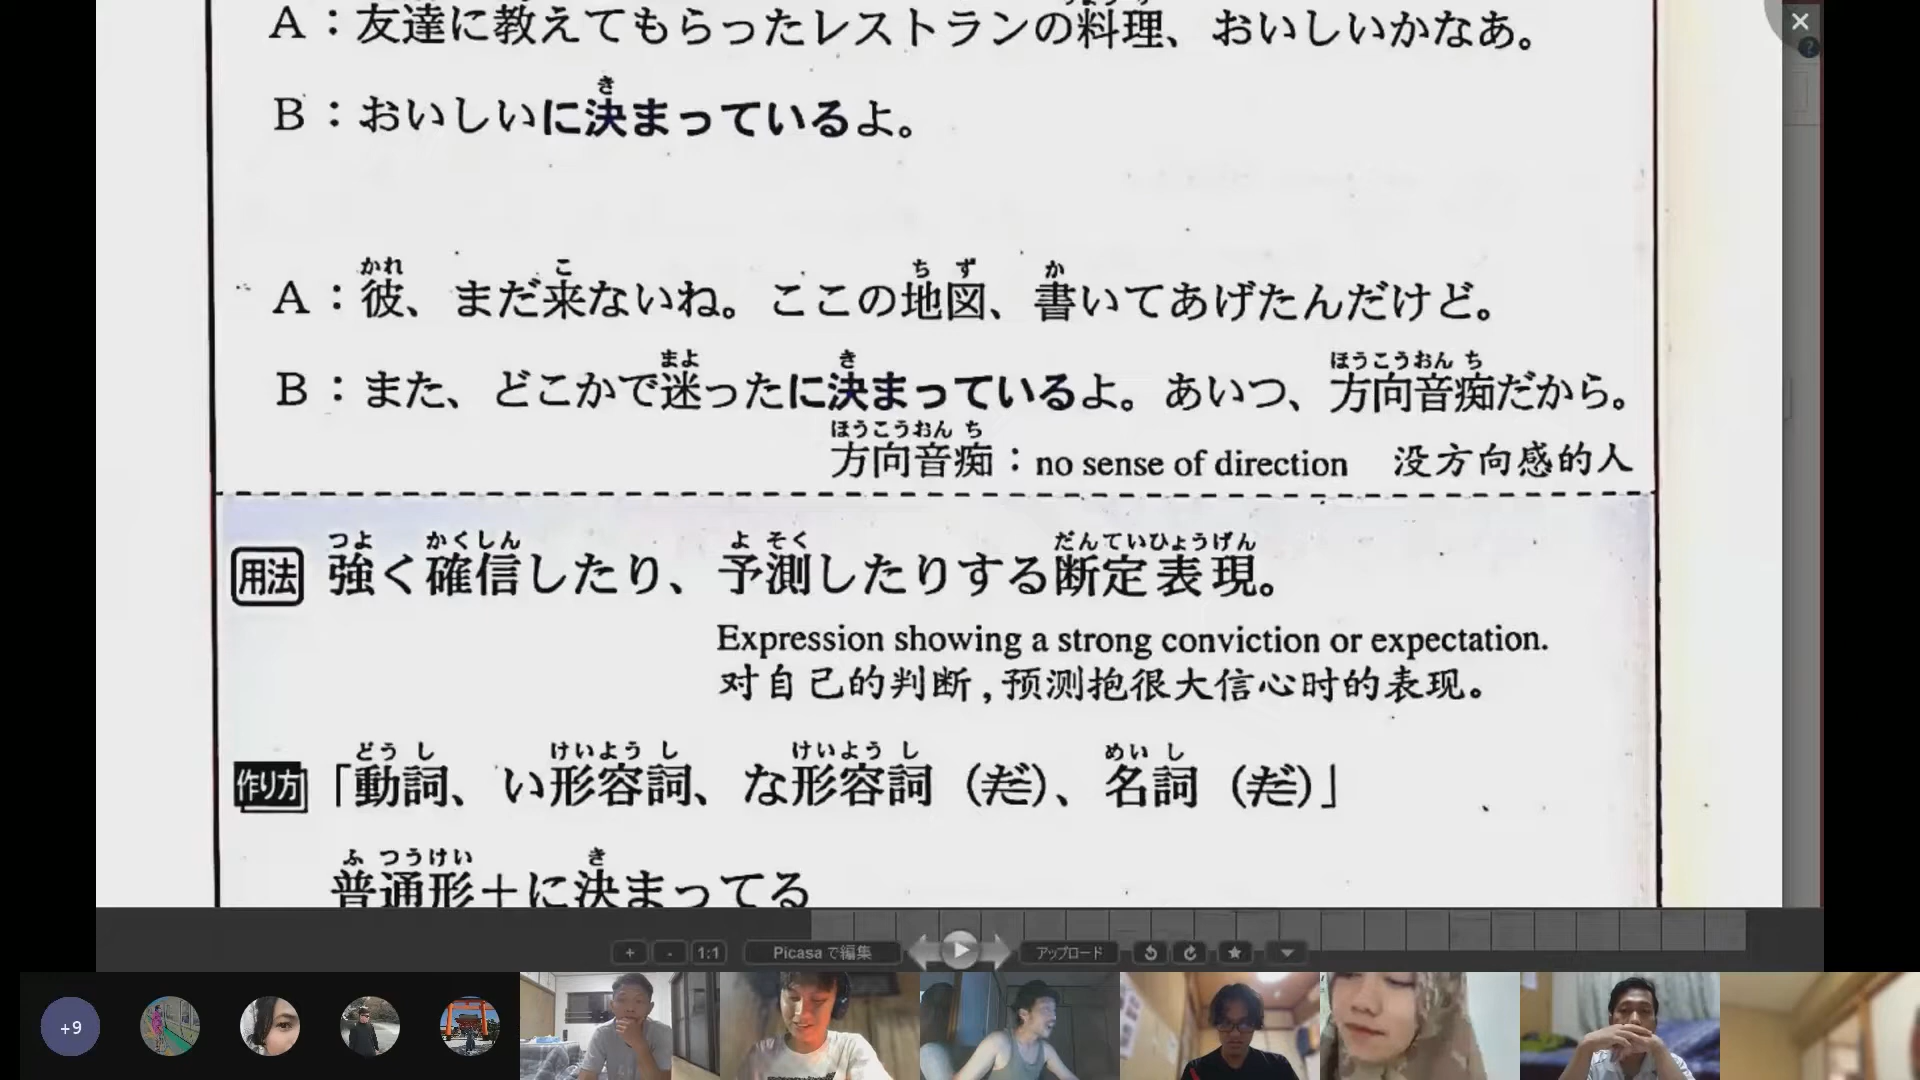 A：友達に教えてもらったレストランの料理、おいしいかなあ。
き
B：おいしいに決まっているよ。
かれ こ ちず か
A：彼、まだ来ないね。ここの地図、書いてあげたんだけど。
まよ き ほうこうおんち
B：また、どこかで迷ったに決まっているよ。あいつ、方向音痴だから。
ほうこうおんち
方向音痴：no sense of direction 没方向感的人
つよ かくしん よそく だんていひょうげん
用法 強く確信したり、予測したりする断定表現。
Expression showing a strong conviction or expectation.
对自己的判断,预测抱很大信心时的表现。
どうし けいようし けいようし めいし
作り方 「動詞、い形容詞、な形容詞（だ）、名詞（だ）」
ふつうけい き
普通形＋に決まってる
+ - 1:1 Picasa で編集 アップロード
+9